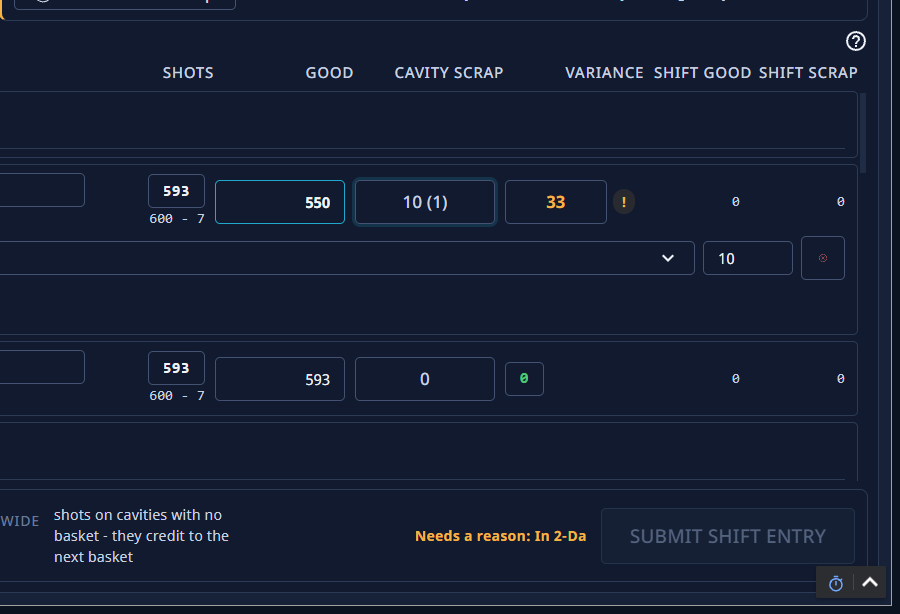 SHOTS GOOD CAVITY SCRAP VARIANCE SHIFT GOOD SHIFT SCRAP
593 550 10 (1) 33 ! 0 0
600 - 7
10
593 593 0 0 0 0
600 - 7
WIDE
shots on cavities with no
basket - they credit to the
next basket
Needs a reason: In 2-Da
SUBMIT SHIFT ENTRY